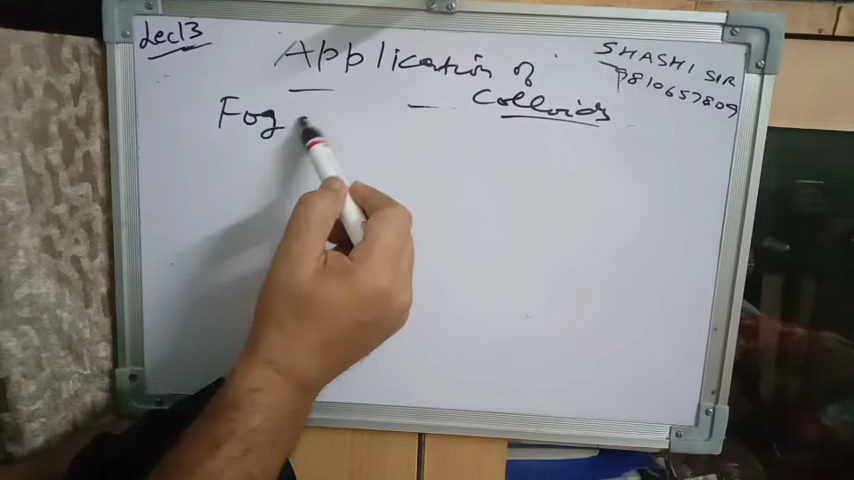 Lec13
Application of
Colloids
SHASHI SIR
9810657809
Fog